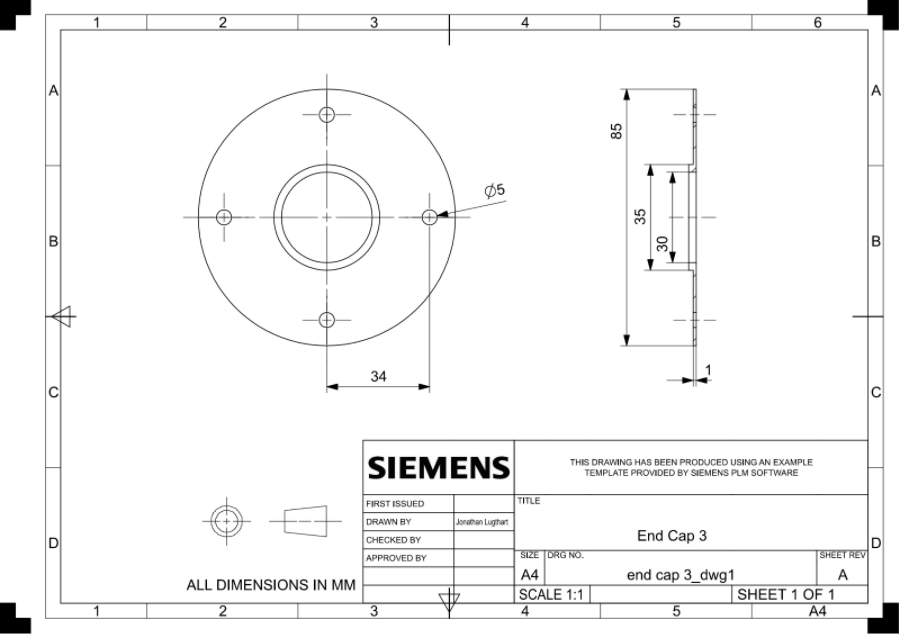 1 2 3 4 5 6
A A
85
⌀5
35
30
B B
34
1
C C
SIEMENS
THIS DRAWING HAS BEEN PRODUCED USING AN EXAMPLE
TEMPLATE PROVIDED BY SIEMENS PLM SOFTWARE
FIRST ISSUED
TITLE
DRAWN BY Jonathan Lugthart
End Cap 3
CHECKED BY
D D
APPROVED BY
SIZE DRG NO. SHEET REV
A4 end cap 3_dwg1 A
ALL DIMENSIONS IN MM
SCALE 1:1 SHEET 1 OF 1
1 2 3 4 5 A4